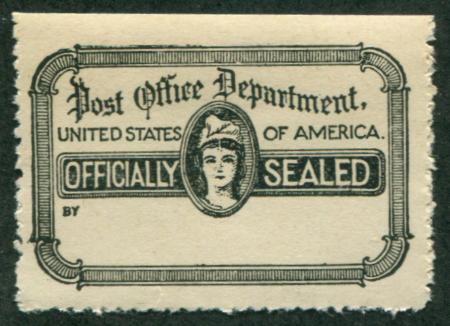 Post Office Department,
UNITED STATES OF AMERICA.
OFFICIALLY SEALED
BY